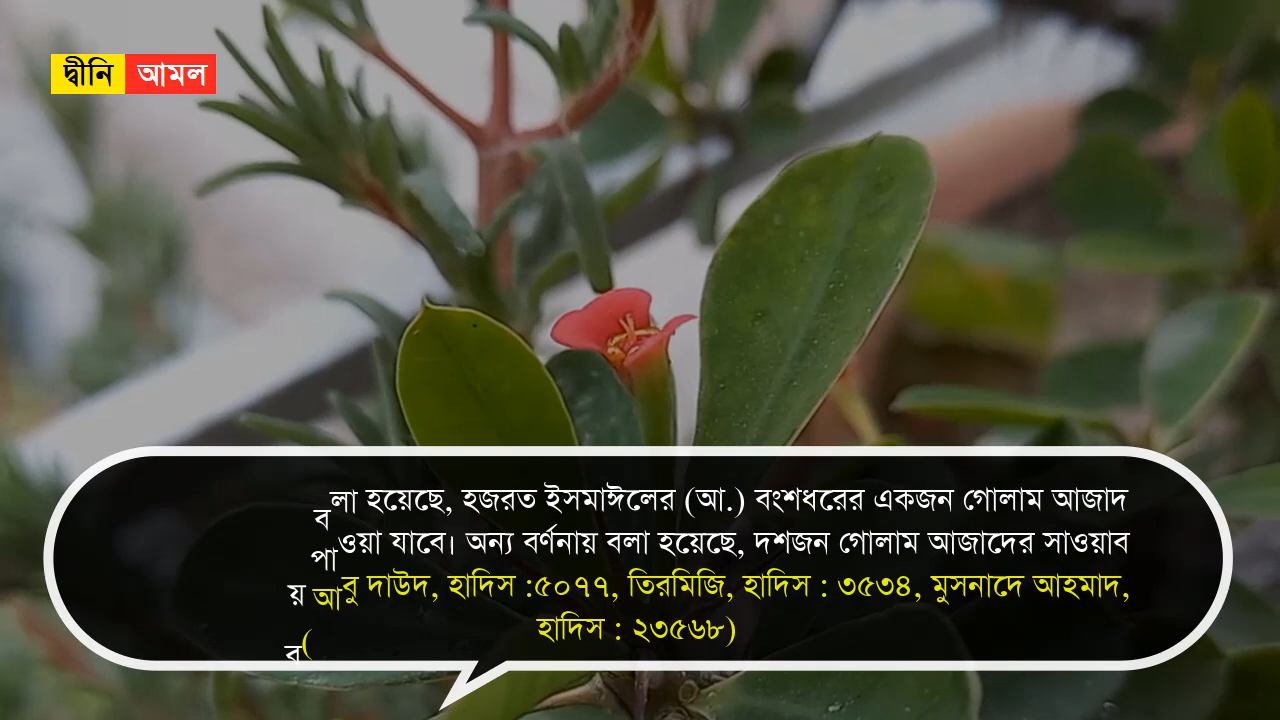 দ্বীনি আমল
বলা হয়েছে, হজরত ইসমাঈলের (আ.) বংশধরের একজন গোলাম আজাদ
পাওয়া যাবে। অন্য বর্ণনায় বলা হয়েছে, দশজন গোলাম আজাদের সাওয়াব
য় আবু দাউদ, হাদিস :৫০৭৭, তিরমিজি, হাদিস : ৩৫৩৪, মুসনাদে আহমাদ,
র( হাদিস : ২৩৫৬৮)